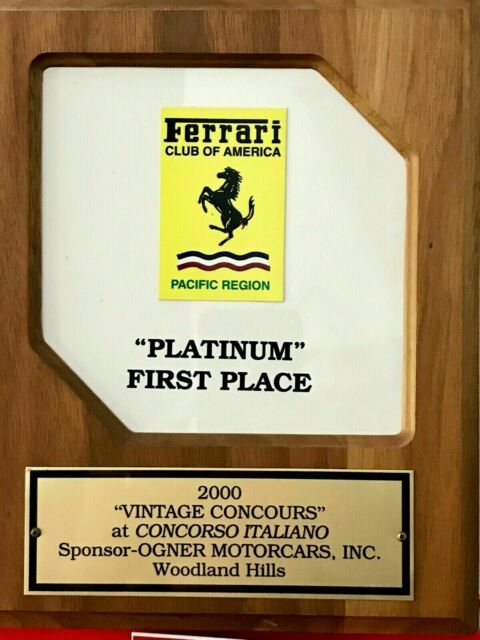 Ferrari
CLUB OF AMERICA
PACIFIC REGION
“PLATINUM”
FIRST PLACE
2000
“VINTAGE CONCOURS”
at CONCORSO ITALIANO
Sponsor-OGNER MOTORCARS, INC.
Woodland Hills